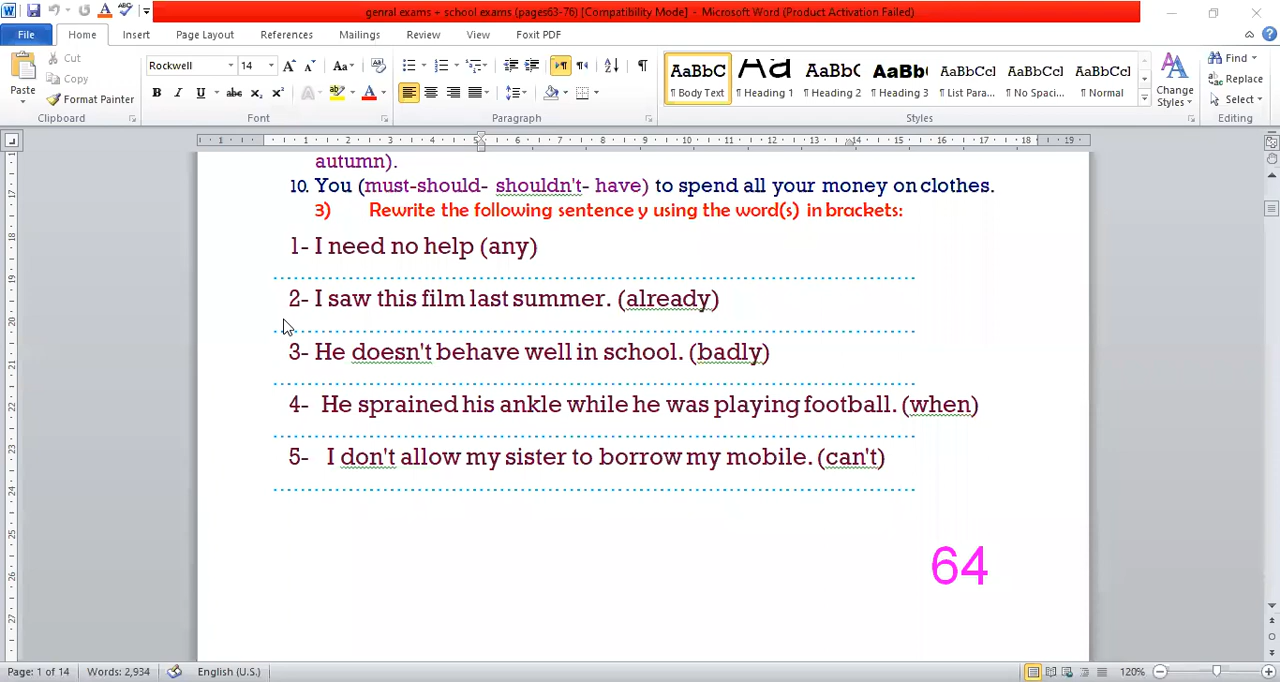 genral exams + school exams (pages63-76) [Compatibility Mode] - Microsoft Word (Product Activation Failed)
File Home Insert Page Layout References Mailings Review View Foxit PDF
Paste
Cut
Copy
Format Painter
Clipboard
Rockwell 14
Font
Paragraph
AaBbC AaBbC AaBbC AaBbCcI AaBbCcI AaBbCcI
¶ Body Text ¶ Heading 1 ¶ Heading 2 ¶ Heading 3 ¶ List Para... ¶ No Spaci... ¶ Normal
Change Styles
Styles
Find
Replace
Select
Editing
autumn).
10. You (must-should- shouldn't- have) to spend all your money on clothes.
3) Rewrite the following sentence y using the word(s) in brackets:
1- I need no help (any)
2- I saw this film last summer. (already)
3- He doesn't behave well in school. (badly)
4- He sprained his ankle while he was playing football. (when)
5- I don't allow my sister to borrow my mobile. (can't)
64
Page: 1 of 14 Words: 2,934 English (U.S.) 120%